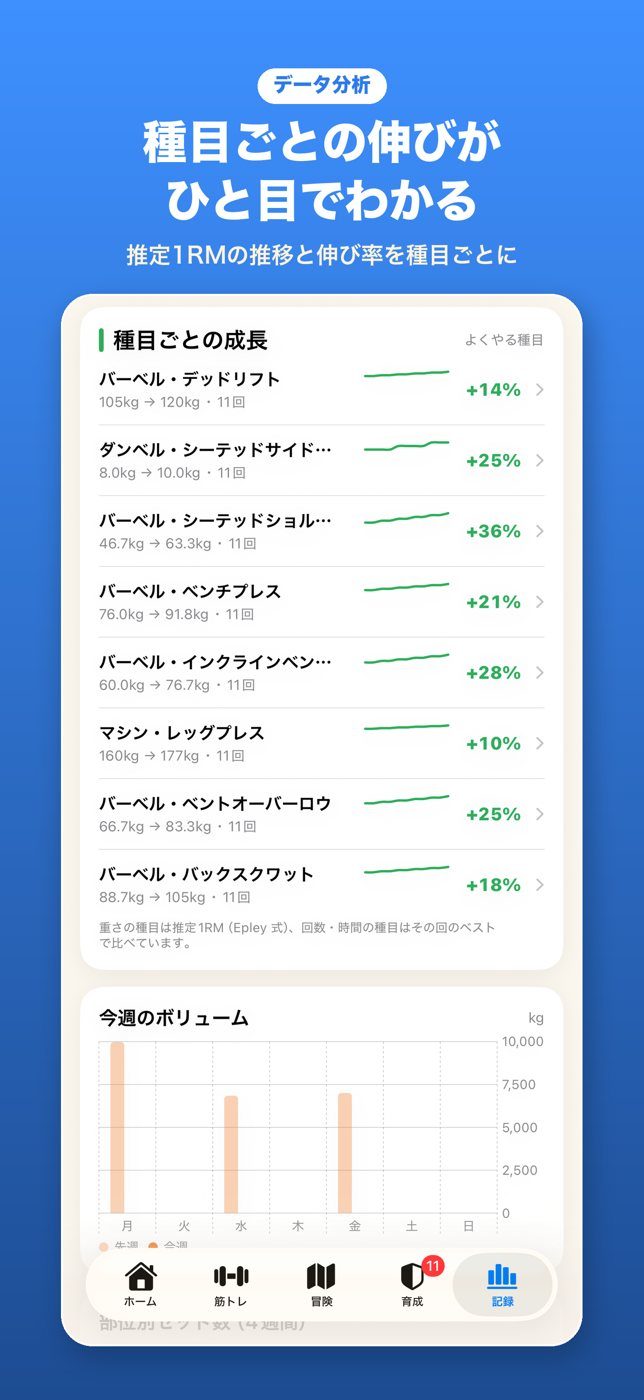 データ分析
種目ごとの伸びが
ひと目でわかる
推定1RMの推移と伸び率を種目ごとに
種目ごとの成長
よくやる種目
バーベル・デッドリフト
105kg → 120kg・11回
+14%
ダンベル・シーテッドサイド…
8.0kg → 10.0kg・11回
+25%
バーベル・シーテッドショル…
46.7kg → 63.3kg・11回
+36%
バーベル・ベンチプレス
76.0kg → 91.8kg・11回
+21%
バーベル・インクラインベン…
60.0kg → 76.7kg・11回
+28%
マシン・レッグプレス
160kg → 177kg・11回
+10%
バーベル・ベントオーバーロウ
66.7kg → 83.3kg・11回
+25%
バーベル・バックスクワット
88.7kg → 105kg・11回
+18%
重さの種目は推定1RM（Epley 式）、回数・時間の種目はその回のベスト
で比べています。
今週のボリューム
kg
10,000
7,500
5,000
2,500
0
月 火 水 木 金 土 日
先週 今週
11
ホーム 筋トレ 冒険 育成 記録
部位別セット数（4週間）